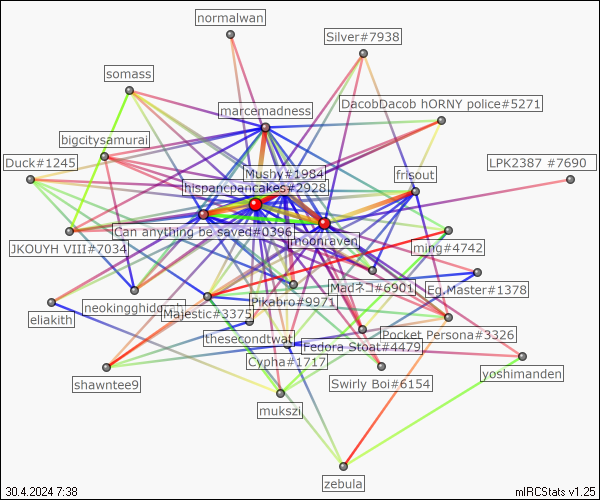 normalwan
Silver#7938
somass
marcemadness
DacobDacob hORNY police#5271
bigcitysamurai
Duck#1245
Mushy#1984
frisout
LPK2387 #7690
hispancpancakes#2928
Can anything be saved#0396
moonraven
JKOUYH VIII#7034
ming#4742
Madネコ#6901
Eg.Master#1378
Pikabro#9971
eliakith
Majestic#3375
thesecondtwat
Pocket Persona#3326
Fedora Stoat#4479
Cypha#1717
shawntee9
Swirly Boi#6154
yoshimanden
mukszi
zebula
30.4.2024 7:38
mIRCStats v1.25